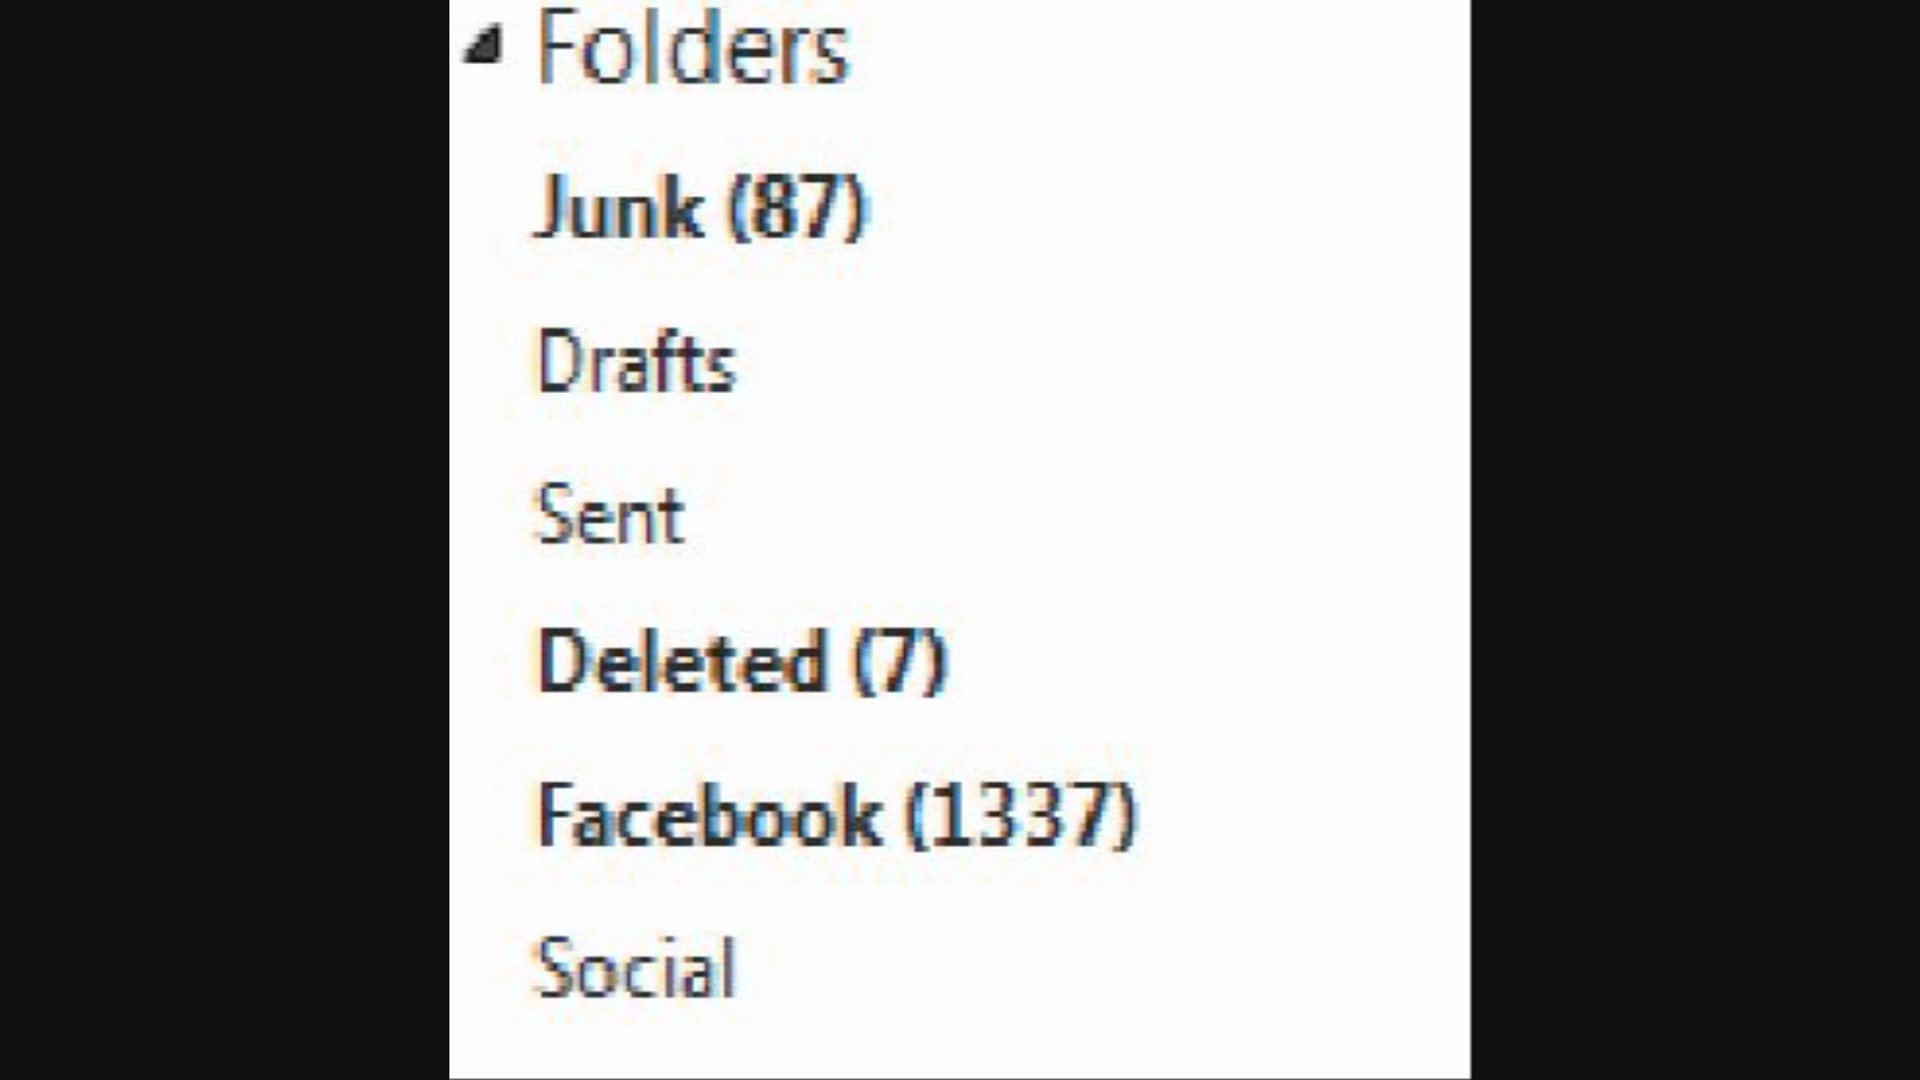 Folders
Junk (87)
Drafts
Sent
Deleted (7)
Facebook (1337)
Social